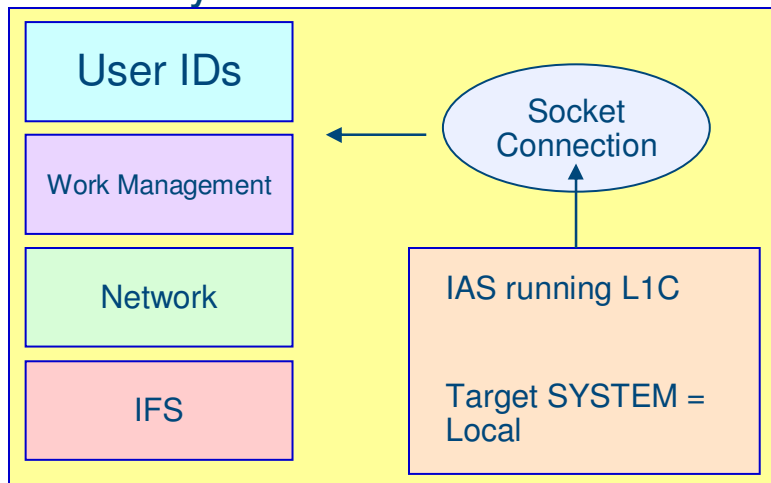 User IDs
Work Management
Network
IFS
Socket
Connection
IAS running L1C
Target SYSTEM =
Local